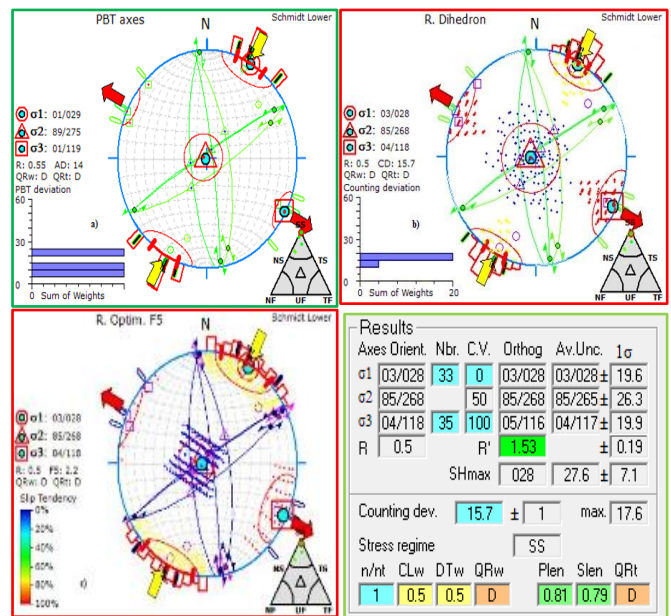 PBT axes
N
Schmidt Lower
σ1: 01/029
σ2: 89/275
σ3: 01/119
R: 0.55 AD: 14
QRw: D QRt: D
PBT deviation
60
30
0
0 Sum of Weights
a)
SS
NS TS
NF UF TF
R. Dihedron
N
Schmidt Lower
σ1: 03/028
σ2: 85/268
σ3: 04/118
R: 0.5 CD: 15.7
QRw: D QRt: D
Counting deviation
60
30
0
0 Sum of Weights 20
b)
SS
NS TS
NF UF TF
R. Optim. F5
N
Schmidt Lower
σ1: 03/028
σ2: 85/268
σ3: 04/118
R: 0.5 F5: 2.2
QRw: D QRt: D
Slip Tendency
0%
20%
40%
60%
80%
100%
c)
SS
NS TS
NF UF TF
Results
Axes Orient. Nbr. C.V. Orthog Av.Unc. 1σ
σ1 03/028 33 0 03/028 03/028 ± 19.6
σ2 85/268 50 85/268 85/265 ± 26.3
σ3 04/118 35 100 05/116 04/117 ± 19.9
R 0.5 R' 1.53 ± 0.19
SHmax 028 27.6 ± 7.1
Counting dev. 15.7 ± 1 max. 17.6
Stress regime SS
n/nt CLw DTw QRw Plen Slen QRt
1 0.5 0.5 D 0.81 0.79 D